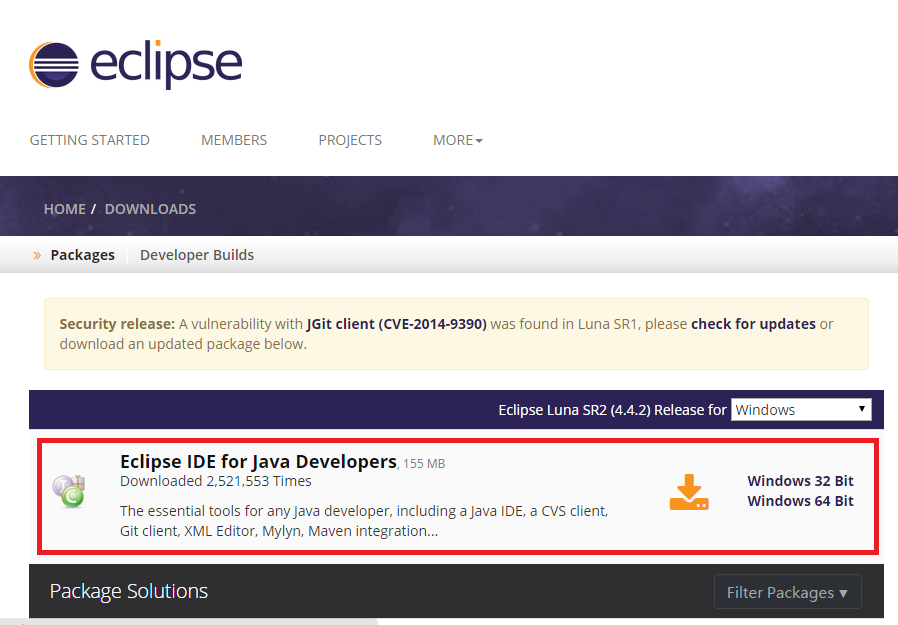 eclipse
GETTING STARTED MEMBERS PROJECTS MORE
HOME / DOWNLOADS
» Packages Developer Builds
Security release: A vulnerability with JGit client (CVE-2014-9390) was found in Luna SR1, please check for updates or
download an updated package below.
Eclipse Luna SR2 (4.4.2) Release for Windows
Eclipse IDE for Java Developers, 155 MB
Downloaded 2,521,553 Times
The essential tools for any Java developer, including a Java IDE, a CVS client,
Git client, XML Editor, Mylyn, Maven integration...
Windows 32 Bit
Windows 64 Bit
Package Solutions Filter Packages ▼